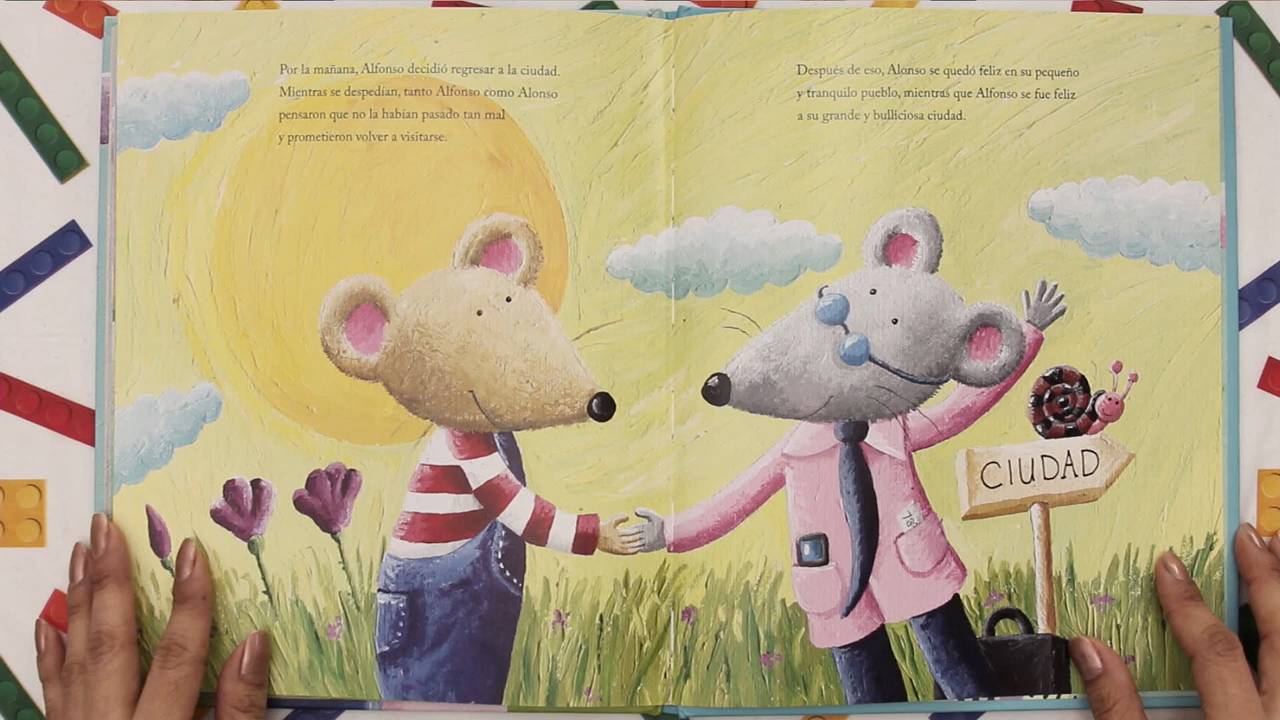 Por la mañana, Alfonso decidió regresar a la ciudad.
Mientras se despedían, tanto Alfonso como Alonso
pensaron que no la habían pasado tan mal
y prometieron volver a visitarse.
Después de eso, Alonso se quedó feliz en su pequeño
y tranquilo pueblo, mientras que Alfonso se fue feliz
a su grande y bulliciosa ciudad.
CIUDAD